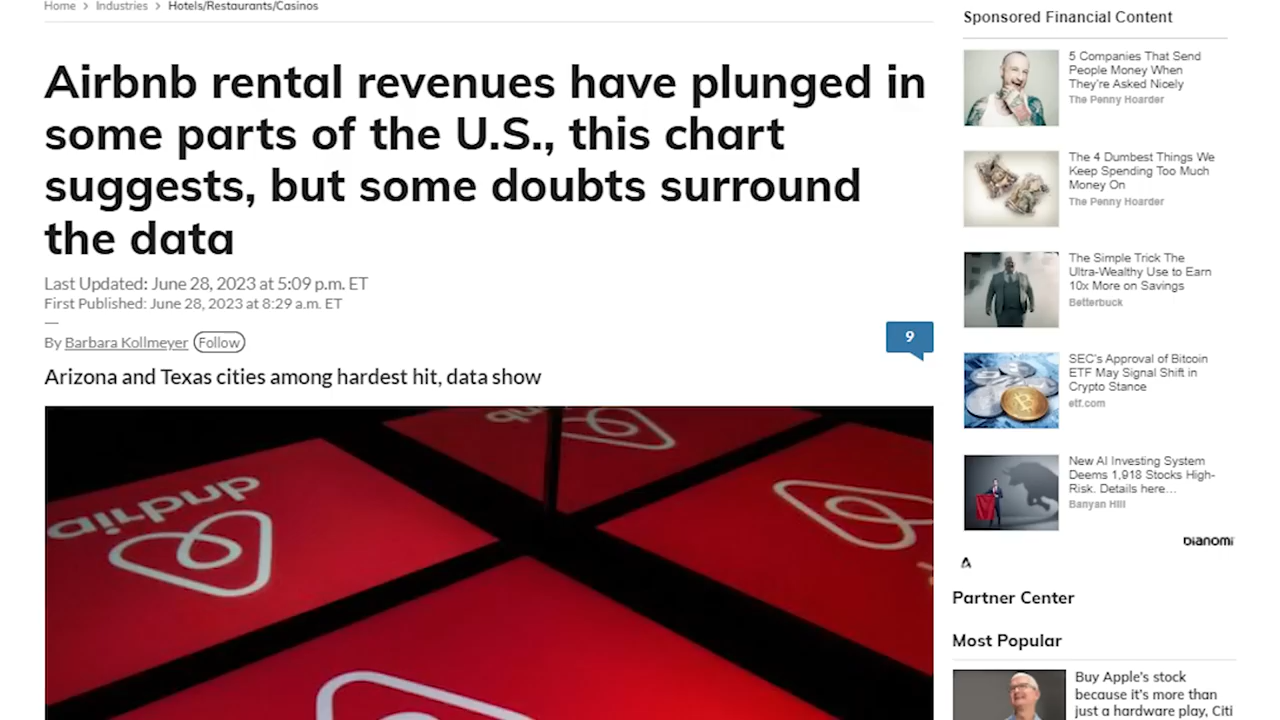 Home > Industries > Hotels/Restaurants/Casinos
Airbnb rental revenues have plunged in
some parts of the U.S., this chart
suggests, but some doubts surround
the data
Last Updated: June 28, 2023 at 5:09 p.m. ET
First Published: June 28, 2023 at 8:29 a.m. ET
By Barbara Kollmeyer Follow
9
Arizona and Texas cities among hardest hit, data show
airbnb
airbnb
Sponsored Financial Content
5 Companies That Send
People Money When
They're Asked Nicely
The Penny Hoarder
The 4 Dumbest Things We
Keep Spending Too Much
Money On
The Penny Hoarder
The Simple Trick The
Ultra-Wealthy Use to Earn
10x More on Savings
Betterbuck
SEC's Approval of Bitcoin
ETF May Signal Shift in
Crypto Stance
etf.com
New AI Investing System
Deems 1,918 Stocks High-
Risk. Details here...
Banyan Hill
bianomi
Partner Center
Most Popular
Buy Apple's stock
because it's more than
just a hardware play, Citi